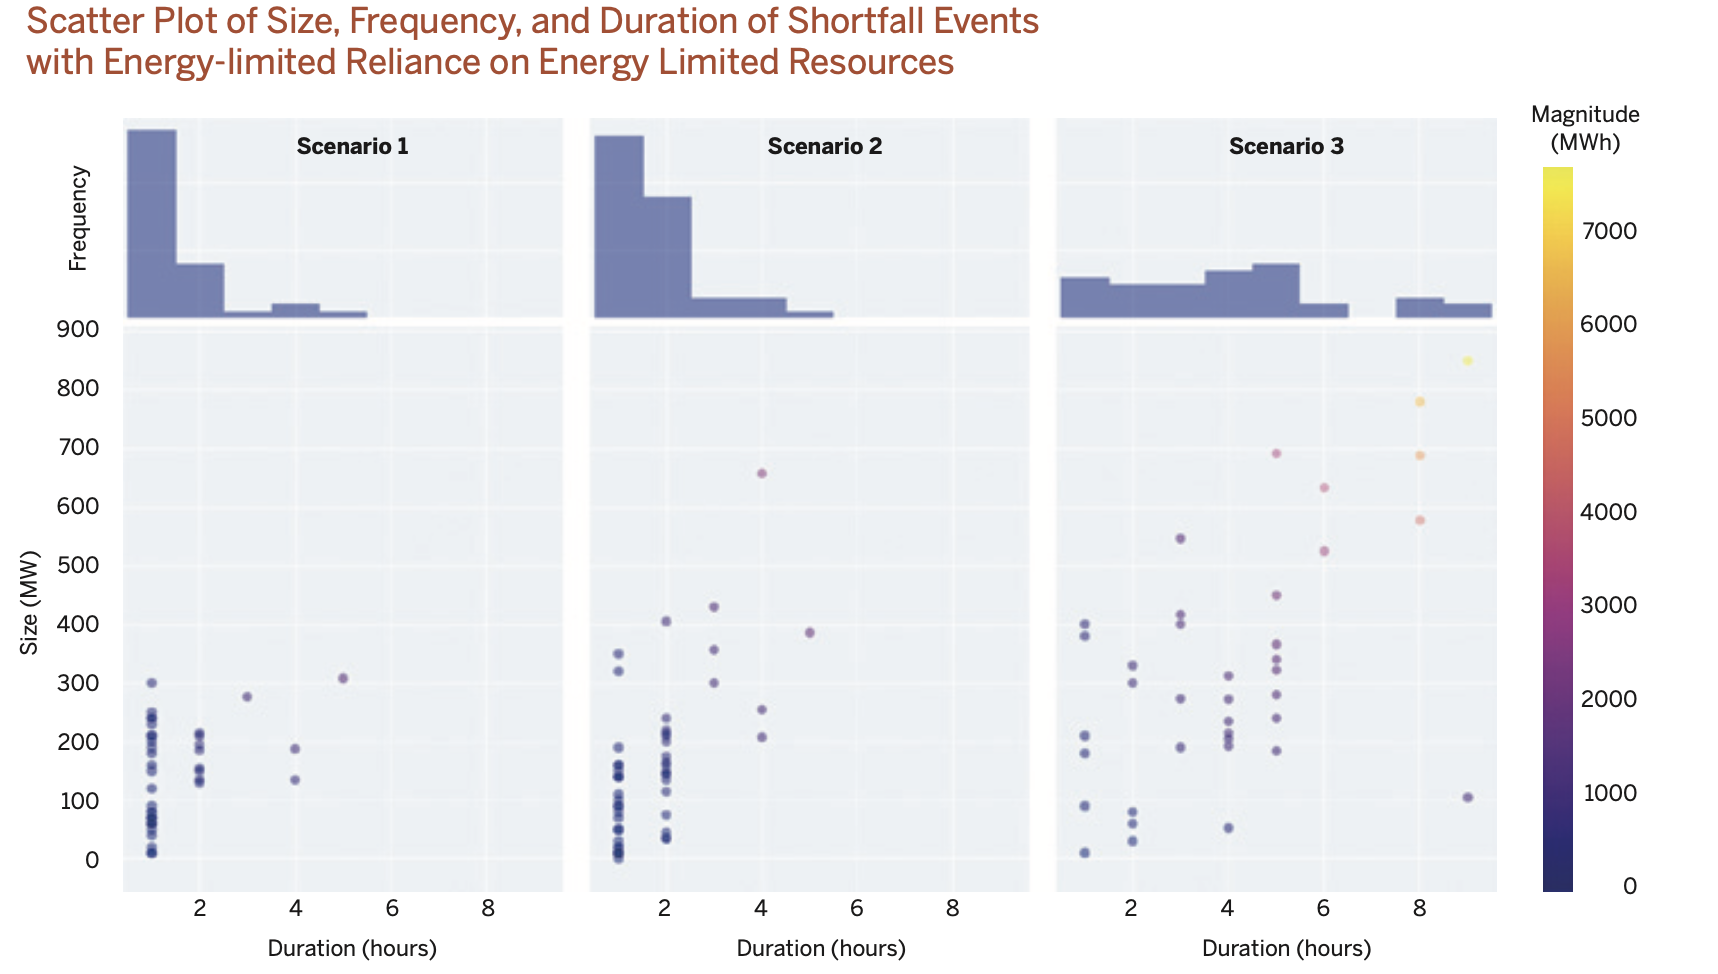 Scatter Plot of Size, Frequency, and Duration of Shortfall Events
with Energy-limited Reliance on Energy Limited Resources
Magnitude
(MWh)
Frequency
Scenario 1
Scenario 2
Scenario 3
7000
6000
5000
4000
3000
2000
1000
0
Size (MW)
900
800
700
600
500
400
300
200
100
0
2 4 6 8
2 4 6 8
2 4 6 8
Duration (hours)
Duration (hours)
Duration (hours)